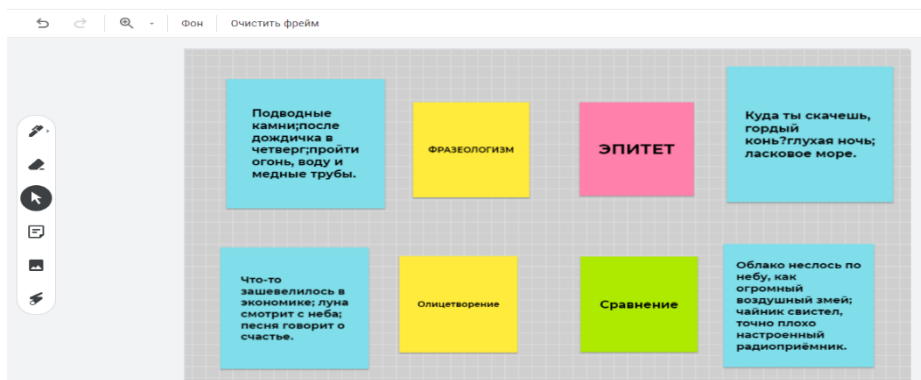 Фон
Очистить фрейм
Подводные
камни;после
дождичка в
четверг;пройти
огонь, воду и
медные трубы.
ФРАЗЕОЛОГИЗМ
ЭПИТЕТ
Куда ты скачешь,
гордый
конь?глухая ночь;
ласковое море.
Что-то
зашевелилось в
экономике; луна
смотрит с неба;
песня говорит о
счастье.
Олицетворение
Сравнение
Облако неслось по
небу, как
огромный
воздушный змей;
чайник свистел,
точно плохо
настроенный
радиоприёмник.